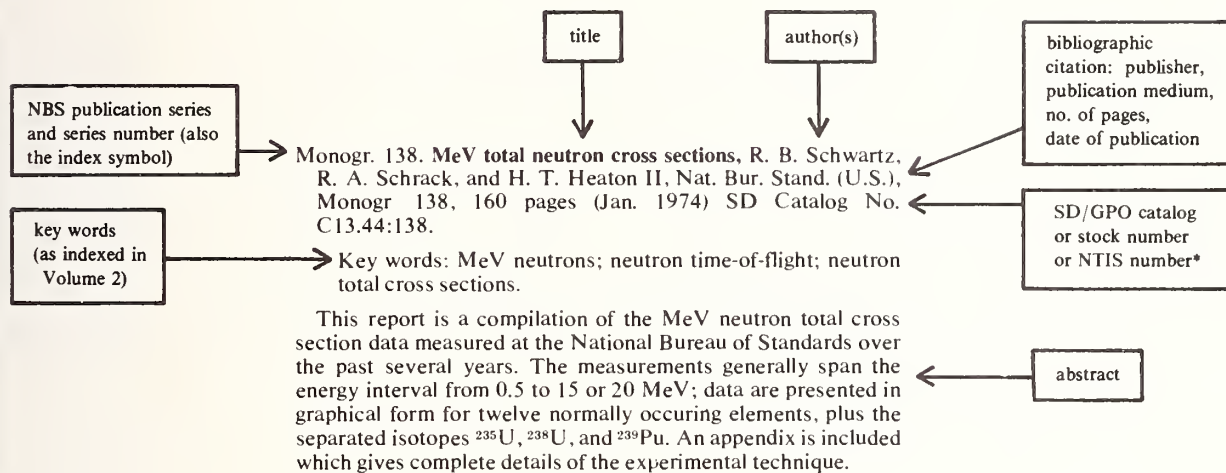 title
author(s)
bibliographic
citation: publisher,
publication medium,
no. of pages,
date of publication
NBS publication series
and series number (also
the index symbol)
Monogr. 138. MeV total neutron cross sections, R. B. Schwartz,
R. A. Schrack, and H. T. Heaton II, Nat. Bur. Stand. (U.S.),
Monogr 138, 160 pages (Jan. 1974) SD Catalog No.
C13.44:138.
SD/GPO catalog
or stock number
or NTIS number*
key words
(as indexed in
Volume 2)
Key words: MeV neutrons; neutron time-of-flight; neutron
total cross sections.
This report is a compilation of the MeV neutron total cross
section data measured at the National Bureau of Standards over
the past several years. The measurements generally span the
energy interval from 0.5 to 15 or 20 MeV; data are presented in
graphical form for twelve normally occuring elements, plus the
separated isotopes ²³⁵U, ²³⁸U, and ²³⁹Pu. An appendix is included
which gives complete details of the experimental technique.
abstract